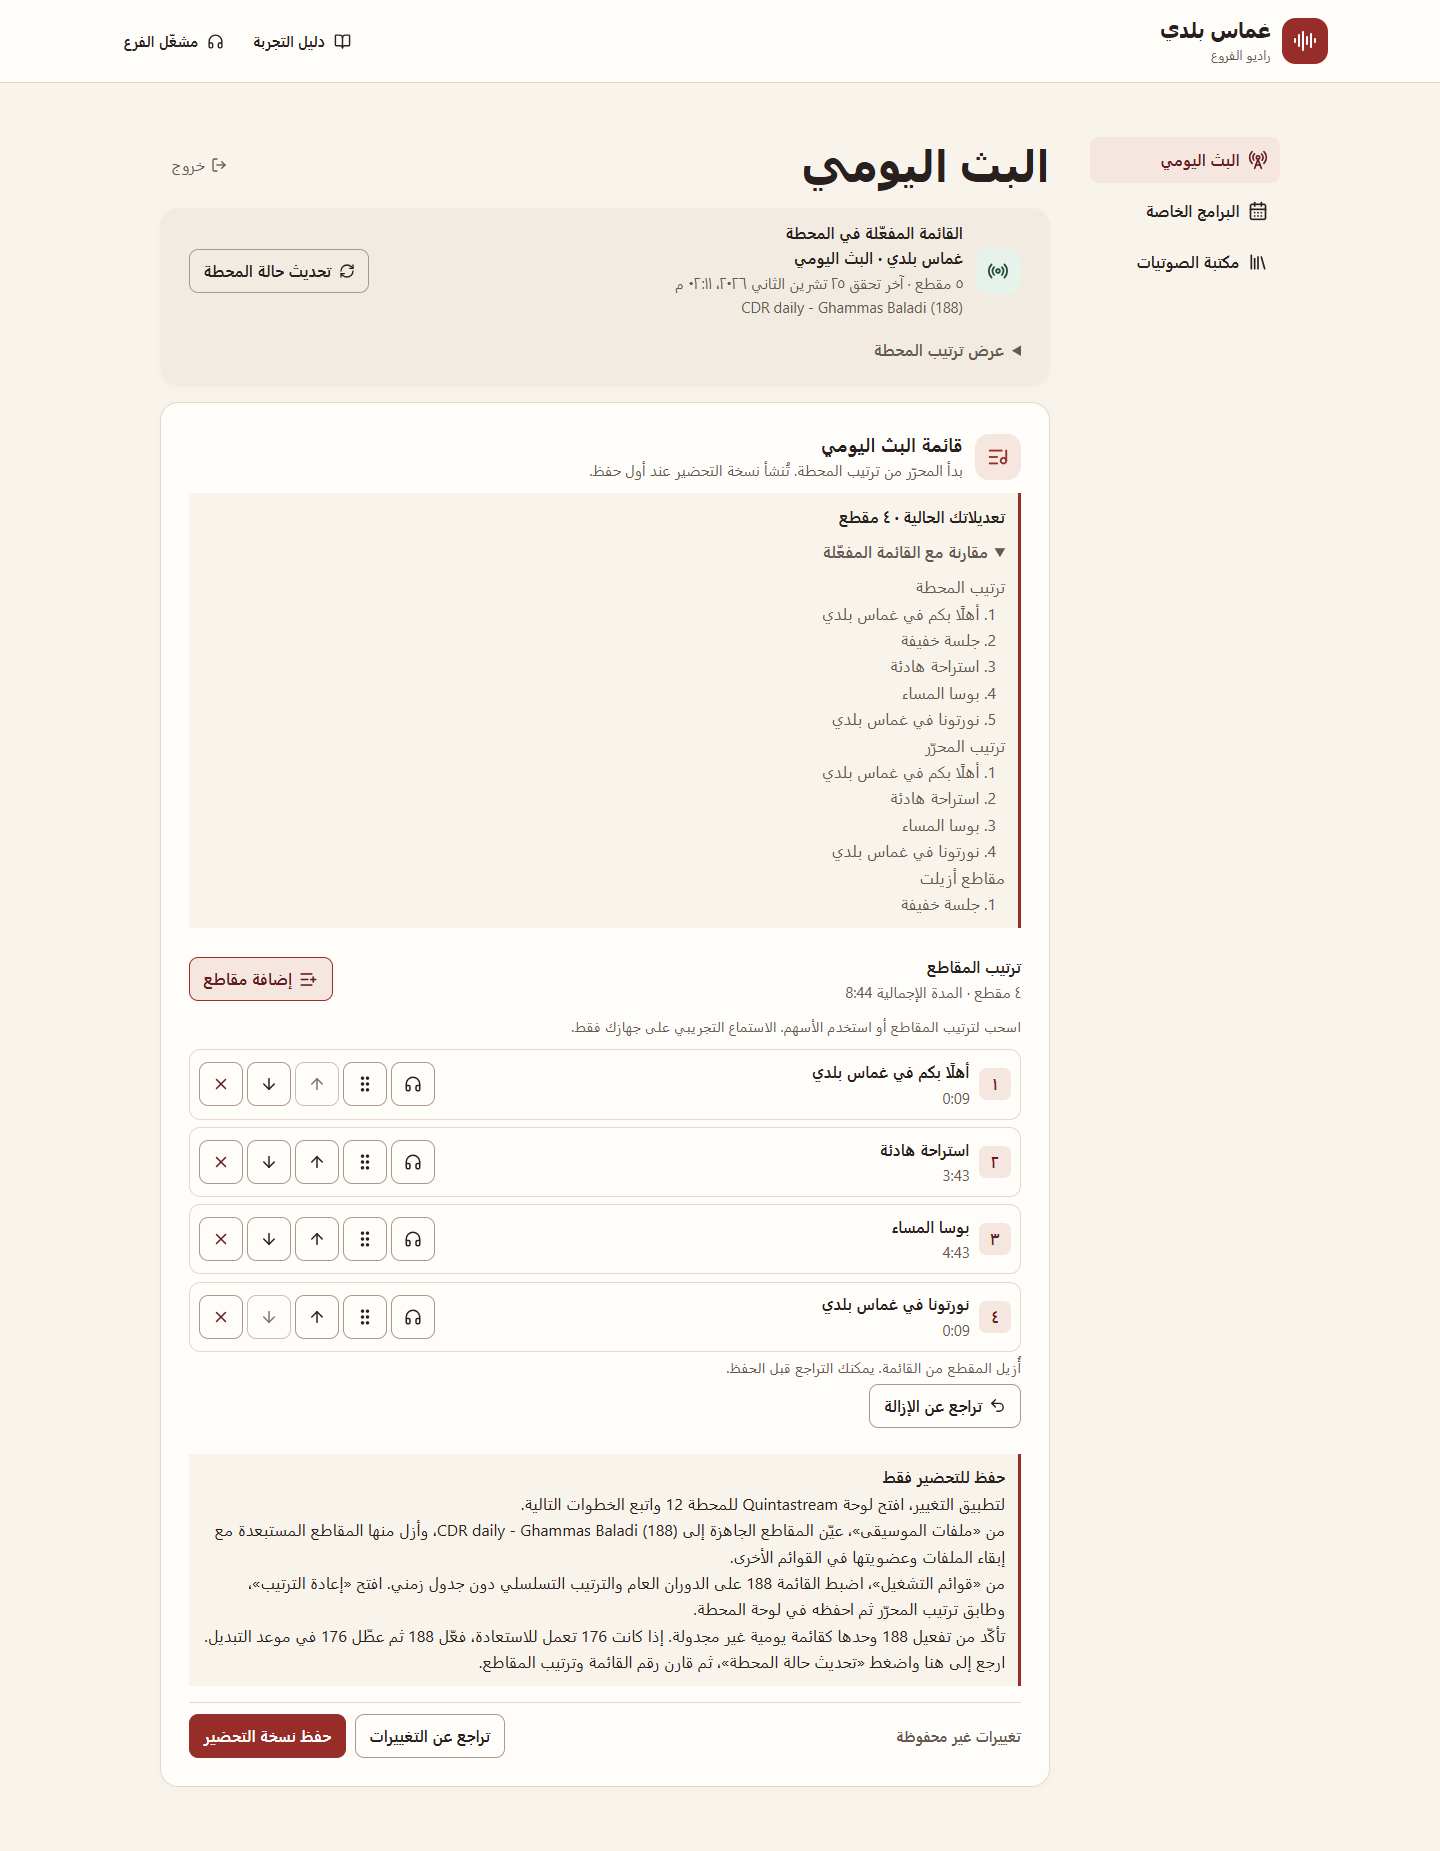 غماس بلدي
راديو الفروع
دليل التجربة
مشغّل الفرع
البث اليومي
البرامج الخاصة
مكتبة الصوتيات
البث اليومي
خروج
القائمة المفعّلة في المحطة
غماس بلدي · البث اليومي
٥ مقطع · آخر تحقق ٢٥ تشرين الثاني ٢٠٢٦، ٠٢:١١ م
CDR daily - Ghammas Baladi (188)
تحديث حالة المحطة
عرض ترتيب المحطة
قائمة البث اليومي
بدأ المحرّر من ترتيب المحطة. تُنشأ نسخة التحضير عند أول حفظ.
تعديلاتك الحالية · ٤ مقطع
مقارنة مع القائمة المفعّلة
ترتيب المحطة
1. أهلًا بكم في غماس بلدي
2. جلسة خفيفة
3. استراحة هادئة
4. بوسا المساء
5. نورتونا في غماس بلدي
ترتيب المحرّر
1. أهلًا بكم في غماس بلدي
2. استراحة هادئة
3. بوسا المساء
4. نورتونا في غماس بلدي
مقاطع أزيلت
1. جلسة خفيفة
ترتيب المقاطع
٤ مقطع · المدة الإجمالية 8:44
إضافة مقاطع
اسحب لترتيب المقاطع أو استخدم الأسهم. الاستماع التجريبي على جهازك فقط.
١
أهلًا بكم في غماس بلدي
0:09
٢
استراحة هادئة
3:43
٣
بوسا المساء
4:43
٤
نورتونا في غماس بلدي
0:09
أُزيل المقطع من القائمة. يمكنك التراجع قبل الحفظ.
تراجع عن الإزالة
حفظ للتحضير فقط
لتطبيق التغيير، افتح لوحة Quintastream للمحطة 12 واتبع الخطوات التالية.
من «ملفات الموسيقى»، عيّن المقاطع الجاهزة إلى CDR daily - Ghammas Baladi (188)، وأزل منها المقاطع المستبعدة مع
إبقاء الملفات وعضويتها في القوائم الأخرى.
من «قوائم التشغيل»، اضبط القائمة 188 على الدوران العام والترتيب التسلسلي دون جدول زمني. افتح «إعادة الترتيب»،
وطابق ترتيب المحرّر ثم احفظه في لوحة المحطة.
تأكّد من تفعيل 188 وحدها كقائمة يومية غير مجدولة. إذا كانت 176 تعمل للاستعادة، فعّل 188 ثم عطّل 176 في موعد التبديل.
ارجع إلى هنا واضغط «تحديث حالة المحطة»، ثم قارن رقم القائمة وترتيب المقاطع.
تغييرات غير محفوظة
تراجع عن التغييرات
حفظ نسخة التحضير